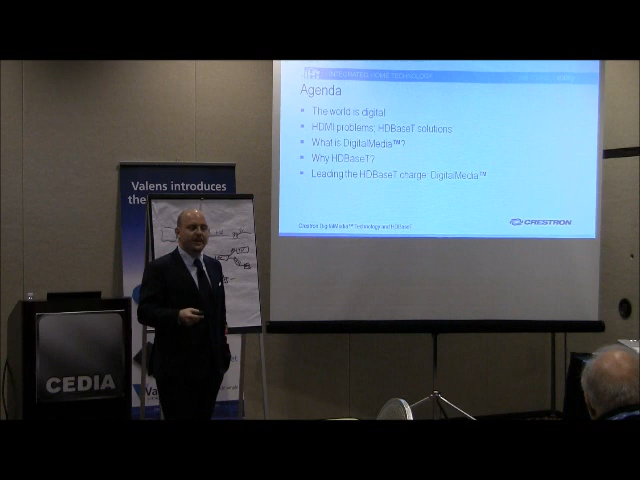 INTEGRATED HOME TECHNOLOGY
Agenda
The world is digital
HDMI problems; HDBaseT solutions
What is DigitalMedia™?
Why HDBaseT?
Leading the HDBaseT charge: DigitalMedia™
Crestron DigitalMedia™ Technology and HDBaseT
CRESTRON
Valens introduces
the
CEDIA